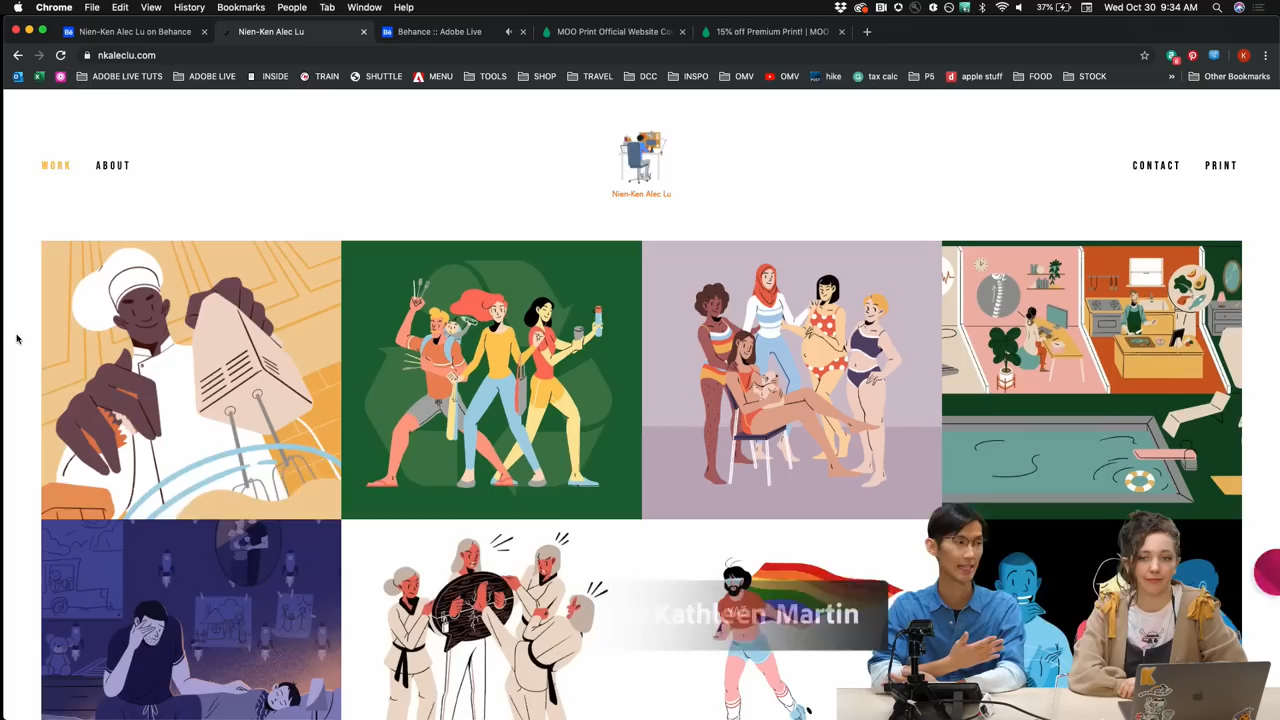 Chrome File Edit View History Bookmarks People Tab Window Help 37% Wed Oct 30 9:34 AM
Nien-Ken Alec Lu on Behance Nien-Ken Alec Lu Behance :: Adobe Live MOO Print Official Website Co 15% off Premium Print! | MOO
nkaleclu.com
ADOBE LIVE TUTS ADOBE LIVE INSIDE TRAIN SHUTTLE MENU TOOLS SHOP TRAVEL DCC INSPO OMV OMV hike tax calc P5 apple stuff FOOD STOCK » Other Bookmarks
WORK ABOUT CONTACT PRINT
Nien-Ken Alec Lu
Kathleen Martin